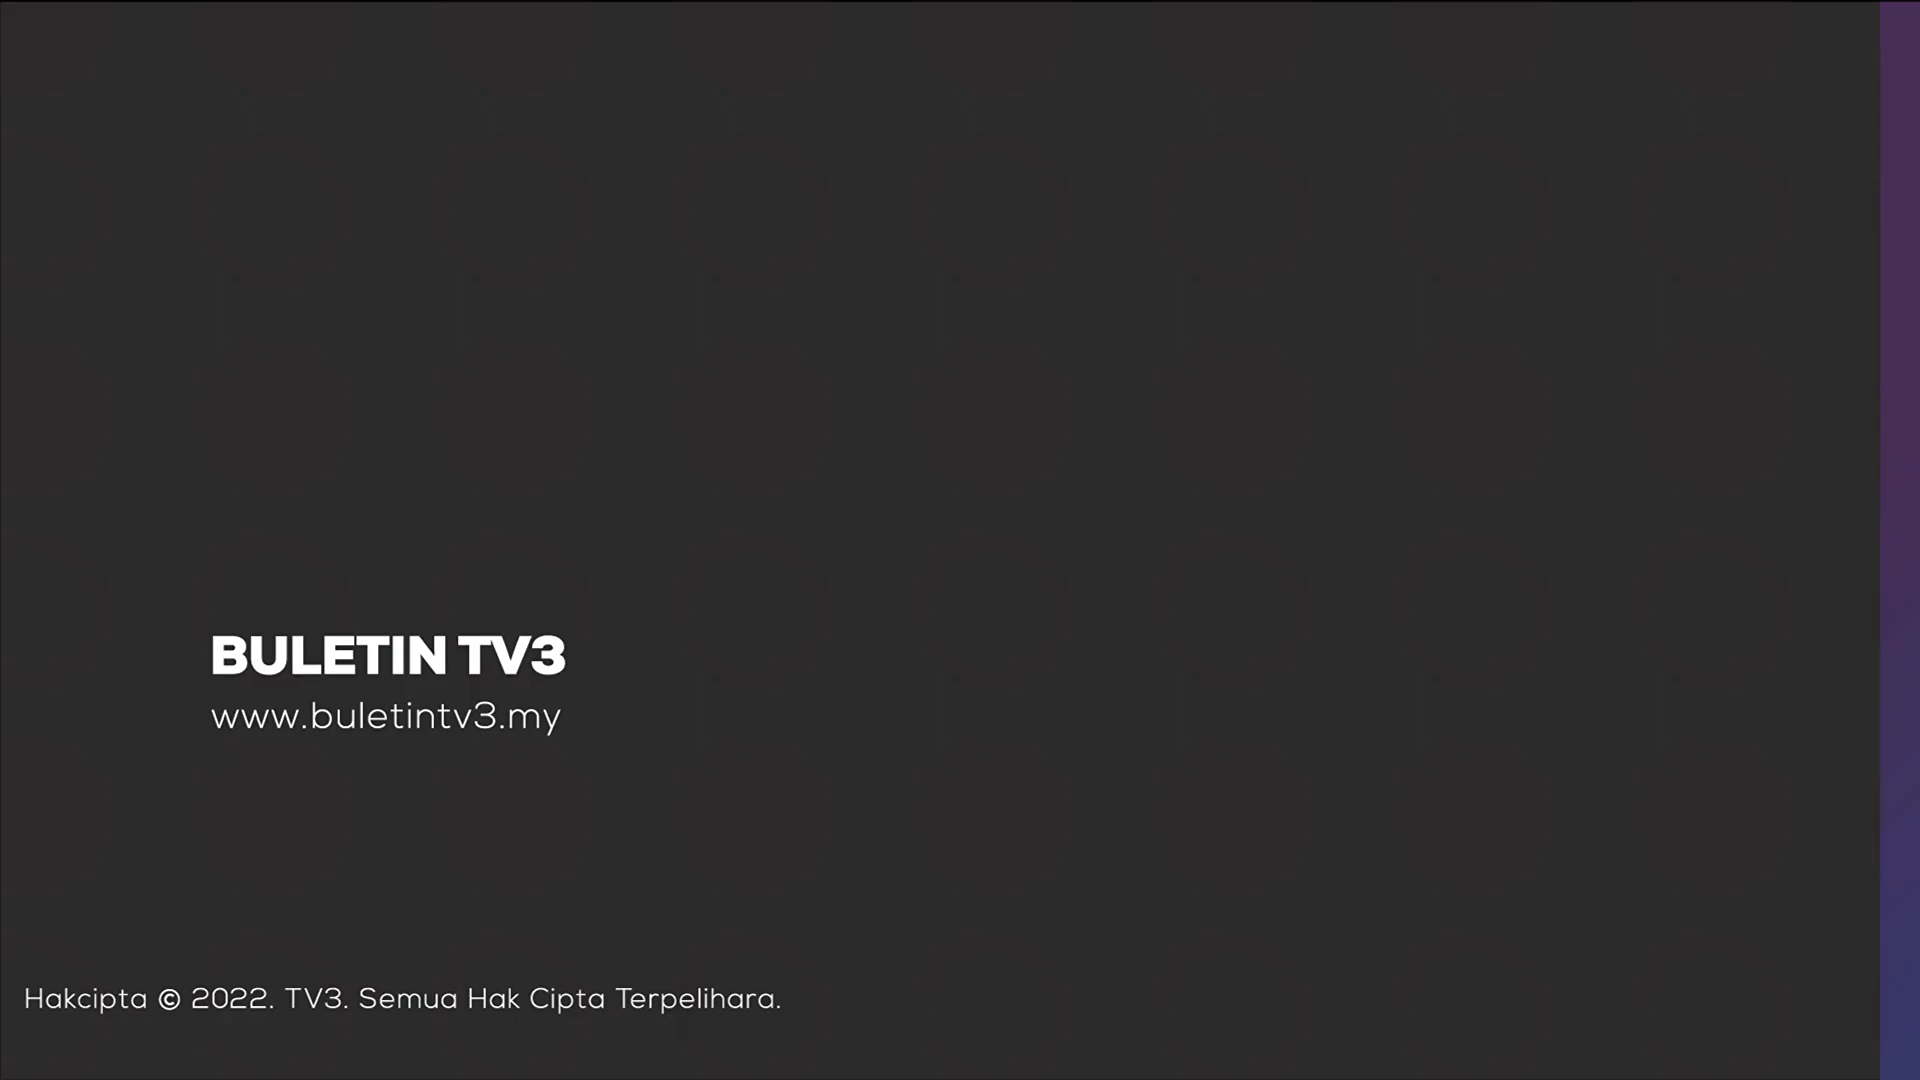 BULETIN TV3
www.buletintv3.my
Hakcipta © 2022. TV3. Semua Hak Cipta Terpelihara.